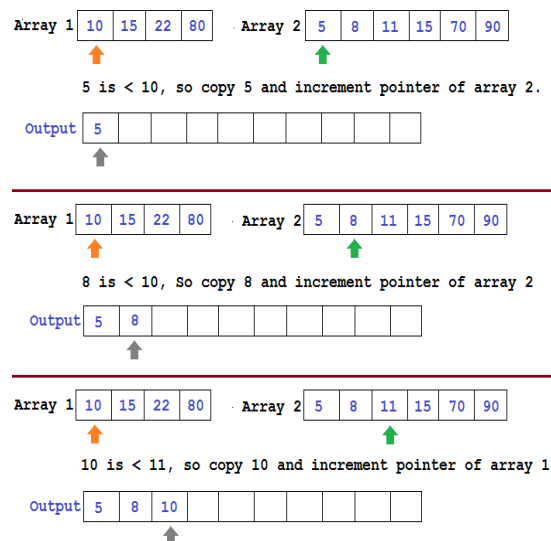 Array 1 10 15 22 80 Array 2 5 8 11 15 70 90
5 is < 10, so copy 5 and increment pointer of array 2.
Output 5
Array 1 10 15 22 80 Array 2 5 8 11 15 70 90
8 is < 10, So copy 8 and increment pointer of array 2
Output 5 8
Array 1 10 15 22 80 Array 2 5 8 11 15 70 90
10 is < 11, so copy 10 and increment pointer of array 1
Output 5 8 10